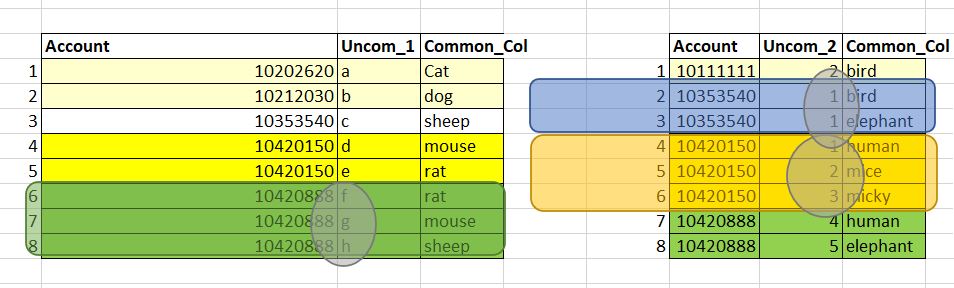 Account Uncom_1 Common_Col
1 10202620 a Cat
2 10212030 b dog
3 10353540 c sheep
4 10420150 d mouse
5 10420150 e rat
6 10420888 f rat
7 10420888 g mouse
8 10420888 h sheep
Account Uncom_2 Common_Col
1 10111111 2 bird
2 10353540 1 bird
3 10353540 1 elephant
4 10420150 1 human
5 10420150 2 mice
6 10420150 3 micky
7 10420888 4 human
8 10420888 5 elephant